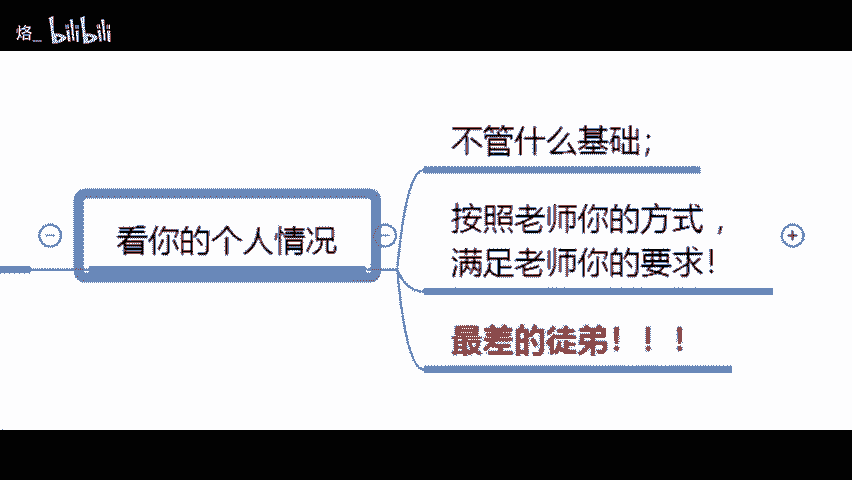 烙_ bilibili
不管什么基础；
看你的个人情况
按照老师你的方式，
满足老师你的要求！
最差的徒弟！！！